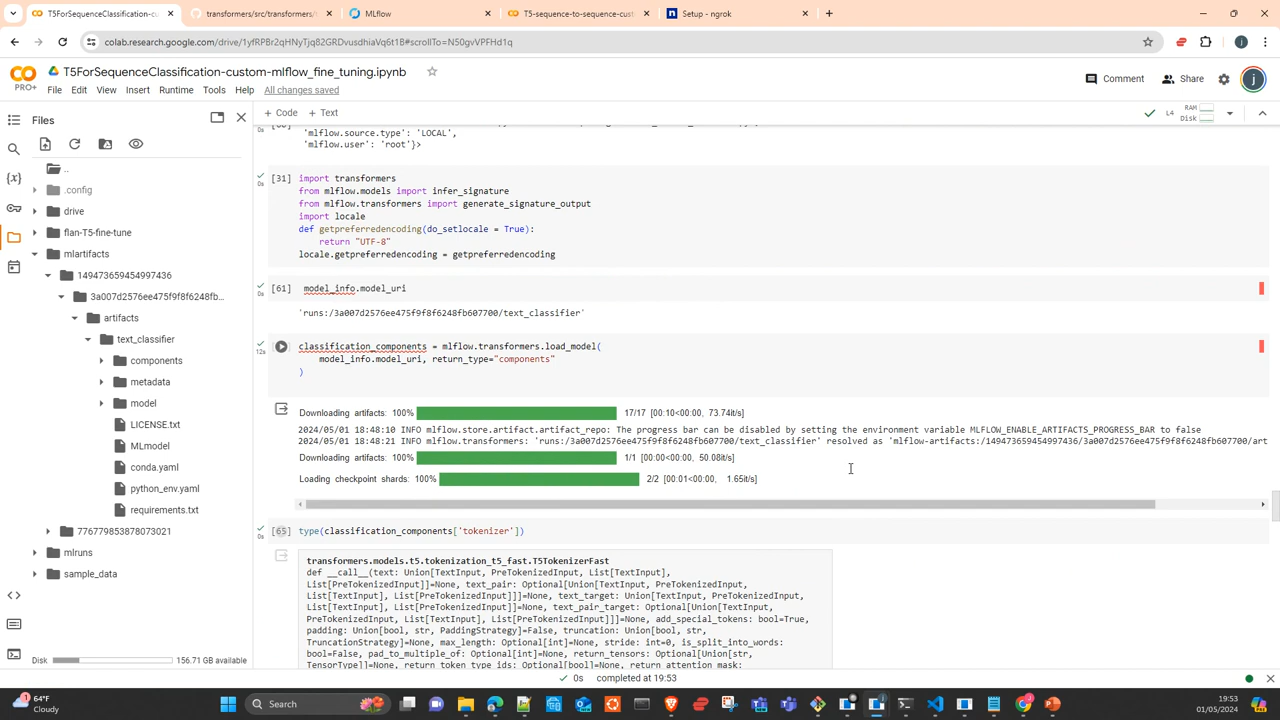 T5ForSequenceClassification-cu
transformers/src/transformers/t
MLflow
T5-sequence-to-sequence-cust
Setup - ngrok
colab.research.google.com/drive/1yfRPBr2qHNyTjq82GRDvusdhiaVq6t1B#scrollTo=N50gvVPFHd1q
T5ForSequenceClassification-custom-mlflow_fine_tuning.ipynb
PRO+
File Edit View Insert Runtime Tools Help All changes saved
Comment Share
Files
+ Code + Text
L4 RAM Disk
..
.config
drive
flan-T5-fine-tune
mlartifacts
149473659454997436
3a007d2576ee475f9f8f6248fb...
artifacts
text_classifier
components
metadata
model
LICENSE.txt
MLmodel
conda.yaml
python_env.yaml
requirements.txt
776779853878073021
mlruns
sample_data
Disk 156.71 GB available
0s
'mlflow.source.type': 'LOCAL',
'mlflow.user': 'root'}>
[31] import transformers
0s from mlflow.models import infer_signature
from mlflow.transformers import generate_signature_output
import locale
def getpreferredencoding(do_setlocale = True):
return "UTF-8"
locale.getpreferredencoding = getpreferredencoding
[61] model_info.model_uri
0s
'runs:/3a007d2576ee475f9f8f6248fb607700/text_classifier'
classification_components = mlflow.transformers.load_model(
12s model_info.model_uri, return_type="components"
)
Downloading artifacts: 100% 17/17 [00:10<00:00, 73.74it/s]
2024/05/01 18:48:10 INFO mlflow.store.artifact.artifact_repo: The progress bar can be disabled by setting the environment variable MLFLOW_ENABLE_ARTIFACTS_PROGRESS_BAR to false
2024/05/01 18:48:21 INFO mlflow.transformers: 'runs:/3a007d2576ee475f9f8f6248fb607700/text_classifier' resolved as 'mlflow-artifacts:/149473659454997436/3a007d2576ee475f9f8f6248fb607700/art
Downloading artifacts: 100% 1/1 [00:00<00:00, 50.08it/s]
Loading checkpoint shards: 100% 2/2 [00:01<00:00, 1.65it/s]
[65] type(classification_components['tokenizer'])
0s
transformers.models.t5.tokenization_t5_fast.T5TokenizerFast
def __call__(text: Union[TextInput, PreTokenizedInput, List[TextInput],
List[PreTokenizedInput]]=None, text_pair: Optional[Union[TextInput,
PreTokenizedInput, List[TextInput], List[PreTokenizedInput]]]=None,
text_target: Union[TextInput, PreTokenizedInput, List[TextInput],
List[PreTokenizedInput]]=None, text_pair_target: Optional[Union[TextInput,
PreTokenizedInput, List[TextInput], List[PreTokenizedInput]]]=None,
add_special_tokens: bool=True,
padding: Union[bool, str, PaddingStrategy]=False, truncation: Union[bool, str,
TruncationStrategy]=None, max_length: Optional[int]=None, stride: int=0, is_split_into_words:
bool=False, pad_to_multiple_of: Optional[int]=None, return_tensors: Optional[Union[str,
TensorType]]=None, return_token_type_ids: Optional[bool]=None, return_attention_mask:
0s completed at 19:53
64°F
Cloudy
Search
19:53
01/05/2024